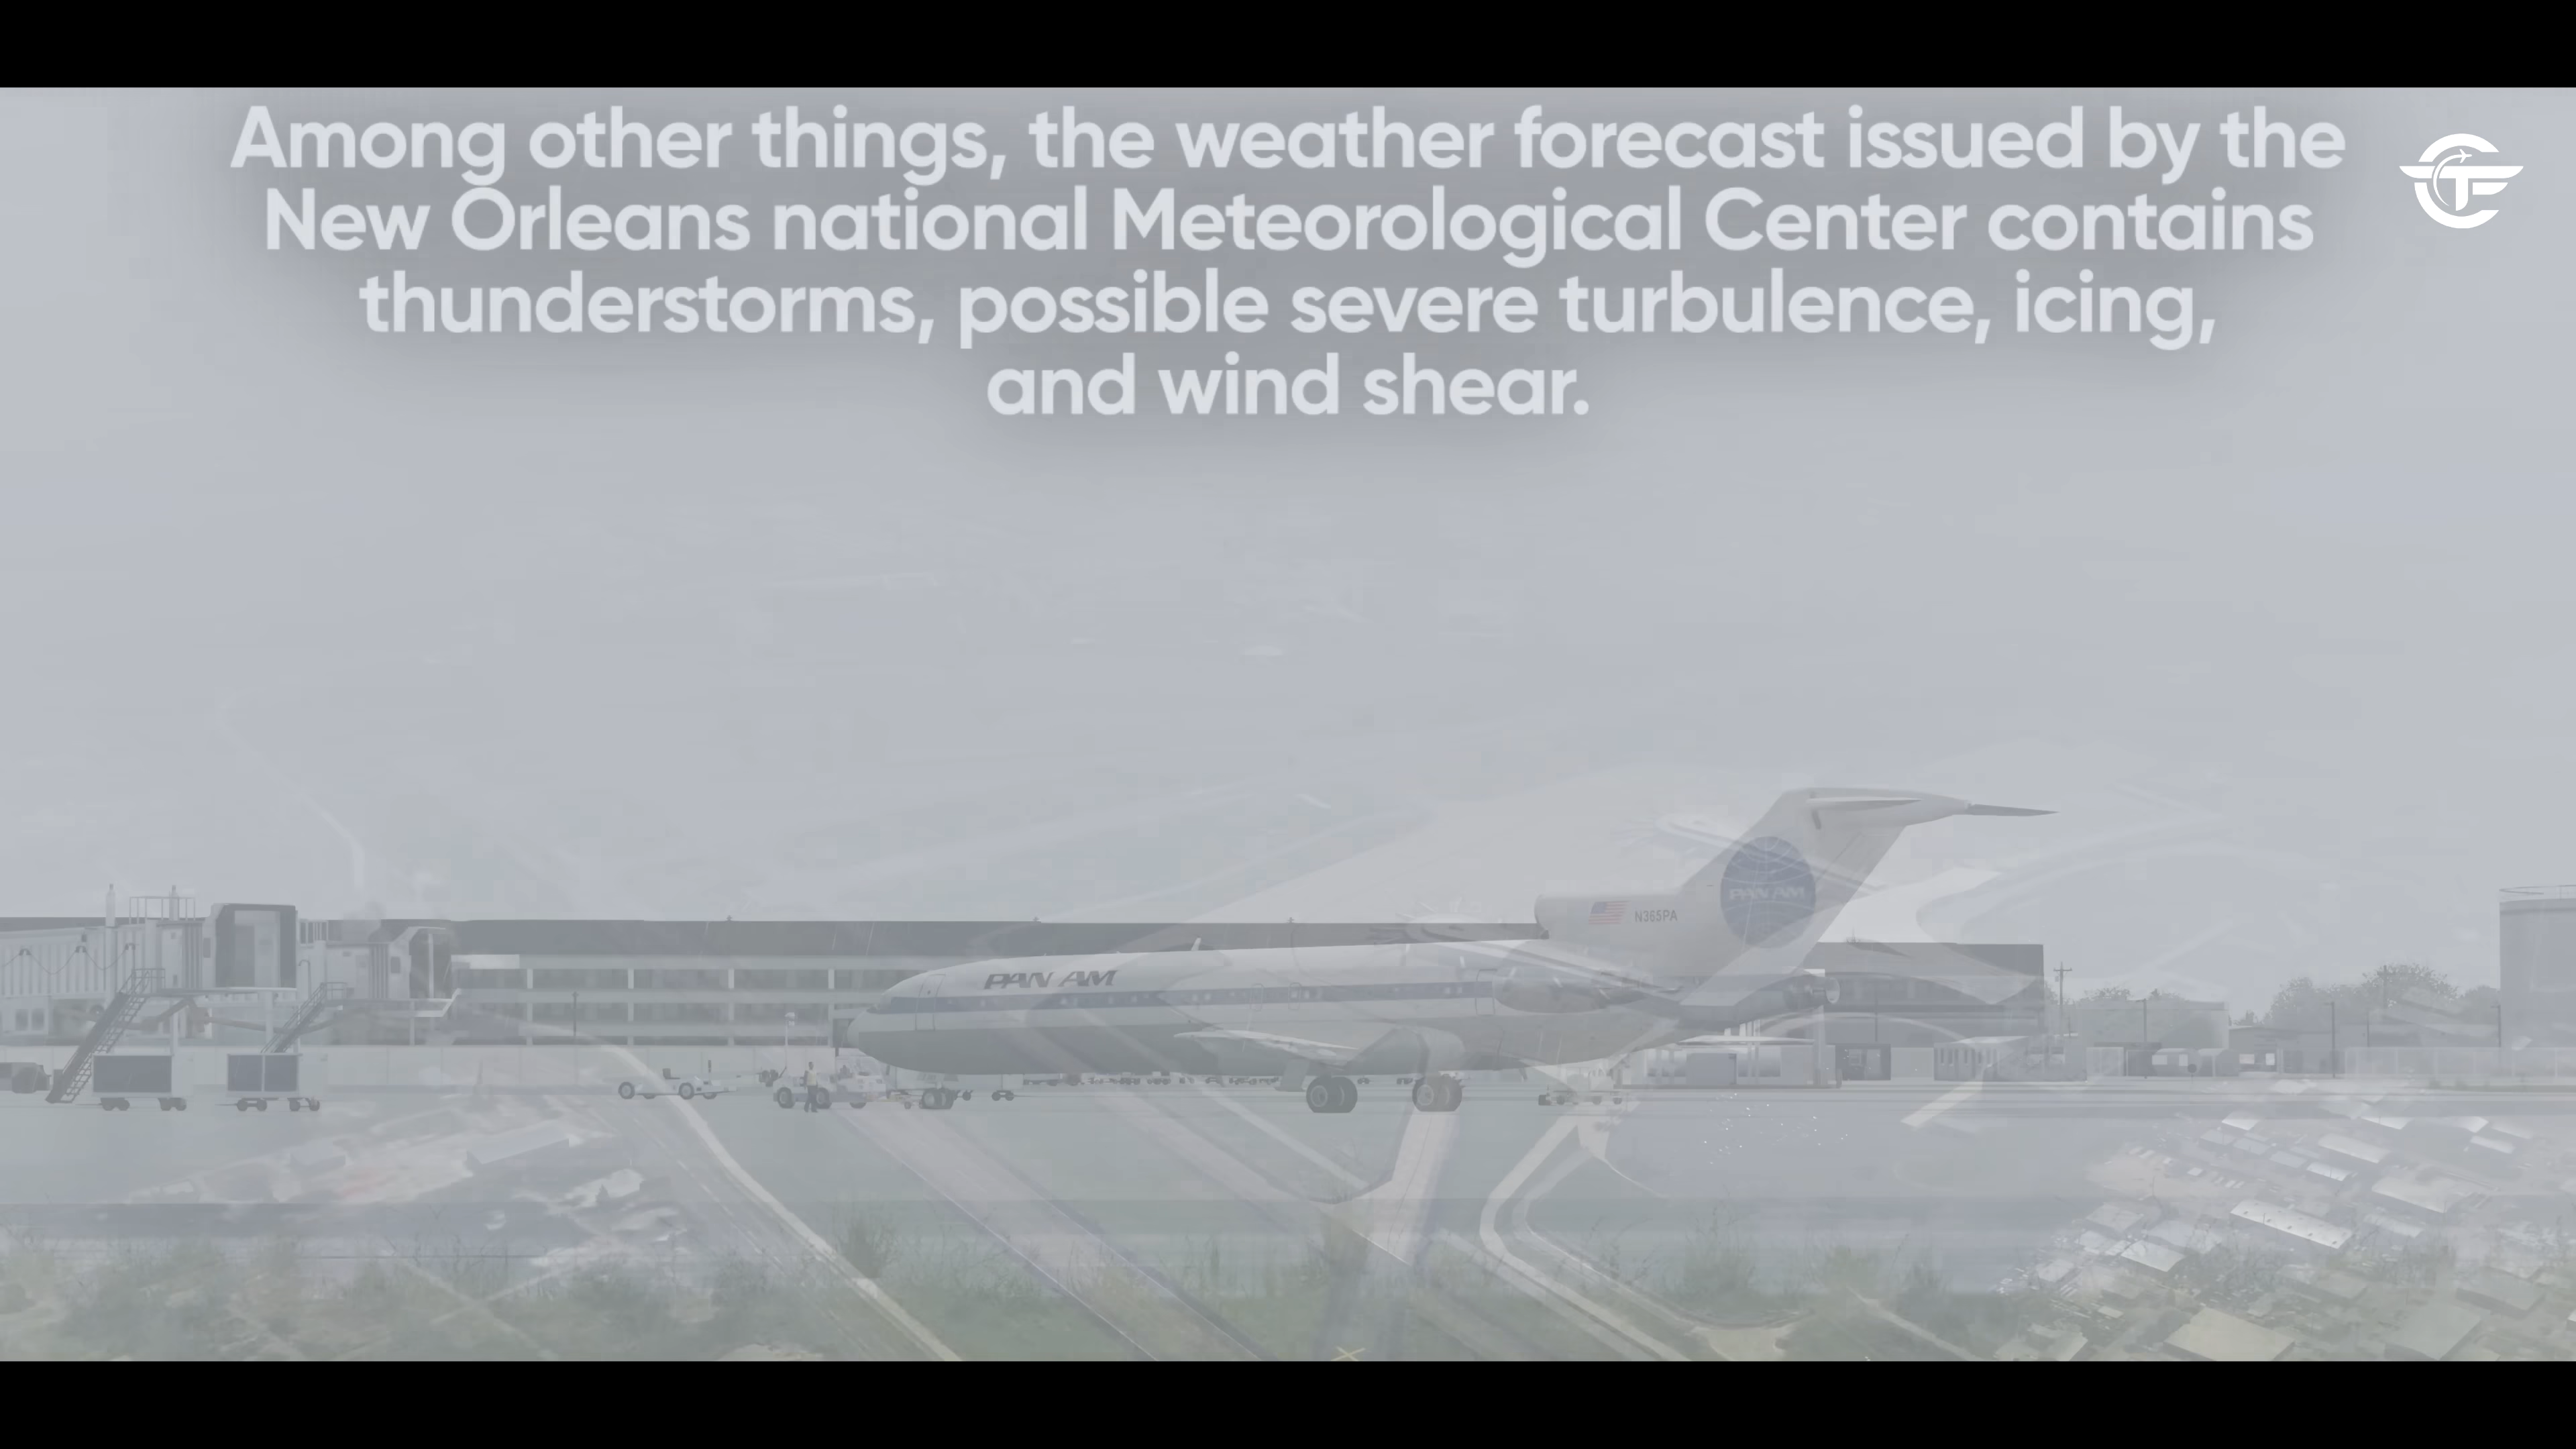 Among other things, the weather forecast issued by the
New Orleans national Meteorological Center contains
thunderstorms, possible severe turbulence, icing,
and wind shear.
PAN AM
N365PA
PAN AM